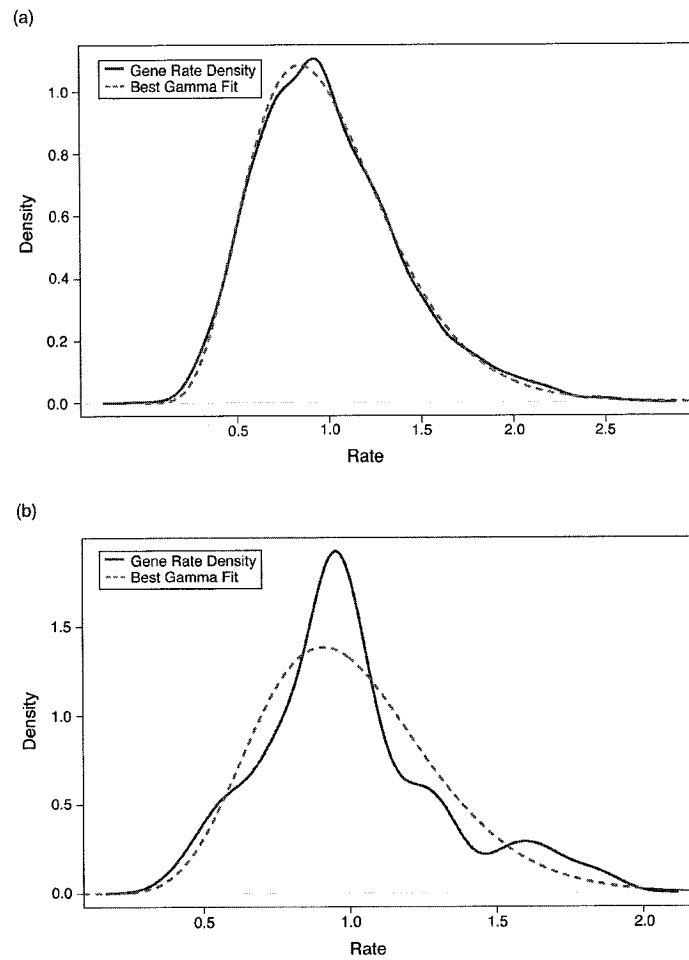 (a)
Gene Rate Density
Best Gamma Fit
1.0
0.8
0.6
0.4
0.2
0.0
Density
0.5 1.0 1.5 2.0 2.5
Rate
(b)
Gene Rate Density
Best Gamma Fit
1.5
1.0
0.5
0.0
Density
0.5 1.0 1.5 2.0
Rate